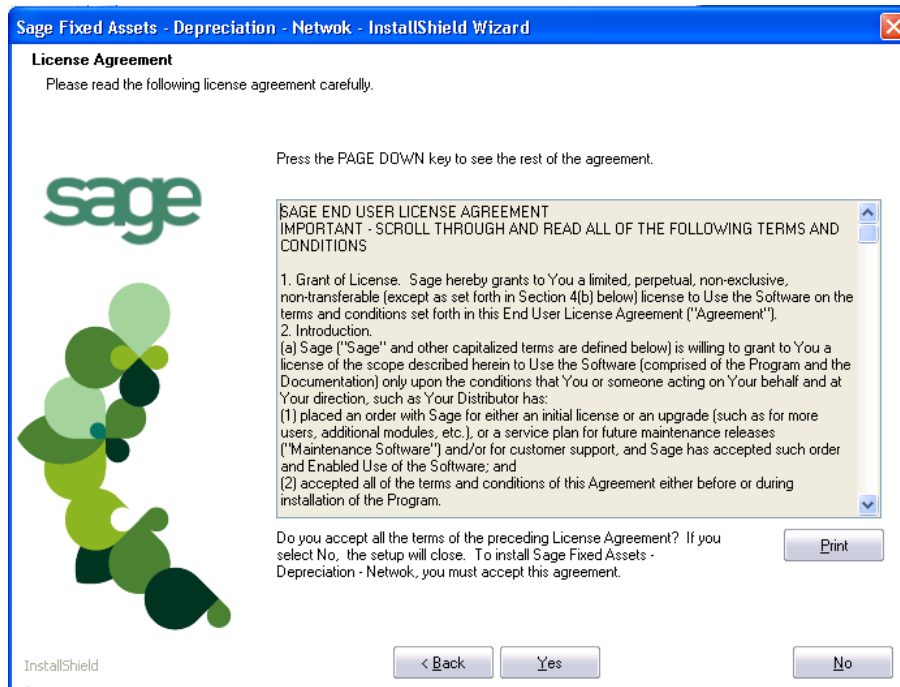 Sage Fixed Assets - Depreciation - Netwok - InstallShield Wizard
License Agreement
Please read the following license agreement carefully.
Press the PAGE DOWN key to see the rest of the agreement.
sage
SAGE END USER LICENSE AGREEMENT
IMPORTANT - SCROLL THROUGH AND READ ALL OF THE FOLLOWING TERMS AND
CONDITIONS
1. Grant of License.  Sage hereby grants to You a limited, perpetual, non-exclusive,
non-transferable (except as set forth in Section 4(b) below) license to Use the Software on the
terms and conditions set forth in this End User License Agreement ("Agreement").
2. Introduction.
(a) Sage ("Sage" and other capitalized terms are defined below) is willing to grant to You a
license of the scope described herein to Use the Software (comprised of the Program and the
Documentation) only upon the conditions that You or someone acting on Your behalf and at
Your direction, such as Your Distributor has:
(1) placed an order with Sage for either an initial license or an upgrade (such as for more
users, additional modules, etc.), or a service plan for future maintenance releases
("Maintenance Software") and/or for customer support, and Sage has accepted such order
and Enabled Use of the Software; and
(2) accepted all of the terms and conditions of this Agreement either before or during
installation of the Program.
Do you accept all the terms of the preceding License Agreement?  If you
select No,  the setup will close.  To install Sage Fixed Assets -
Depreciation - Netwok, you must accept this agreement.
Print
InstallShield
< Back
Yes
No